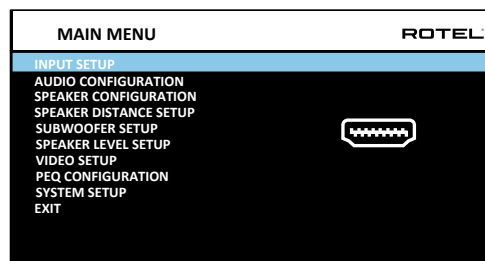 MAIN MENU
ROTEL
INPUT SETUP
AUDIO CONFIGURATION
SPEAKER CONFIGURATION
SPEAKER DISTANCE SETUP
SUBWOOFER SETUP
SPEAKER LEVEL SETUP
VIDEO SETUP
PEQ CONFIGURATION
SYSTEM SETUP
EXIT